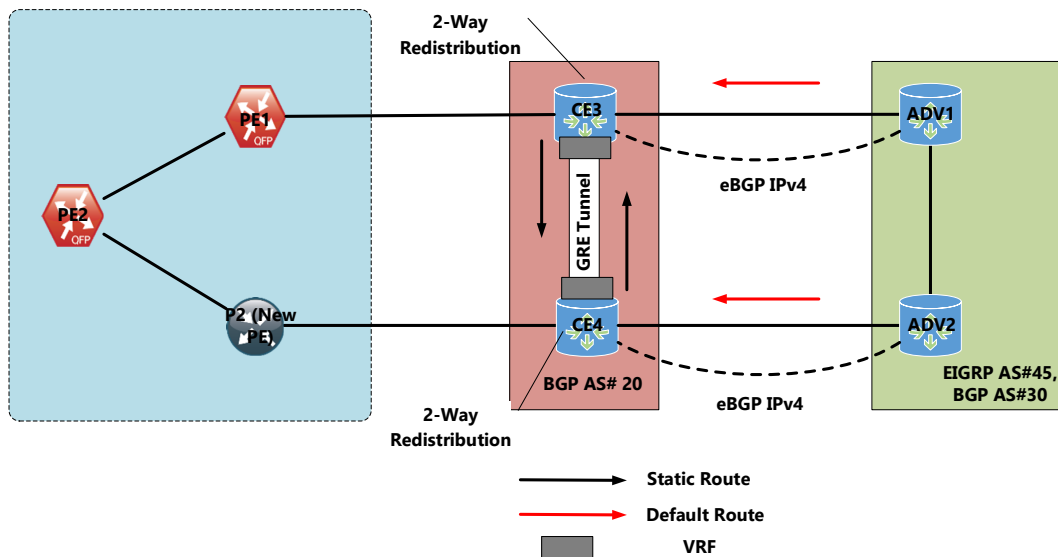 2-Way
Redistribution
PE1
QFP
CE3
ADV1
eBGP IPv4
PE2
QFP
GRE Tunnel
P2 (New
PE)
CE4
ADV2
BGP AS# 20
EIGRP AS#45,
BGP AS#30
2-Way
Redistribution
eBGP IPv4
Static Route
Default Route
VRF